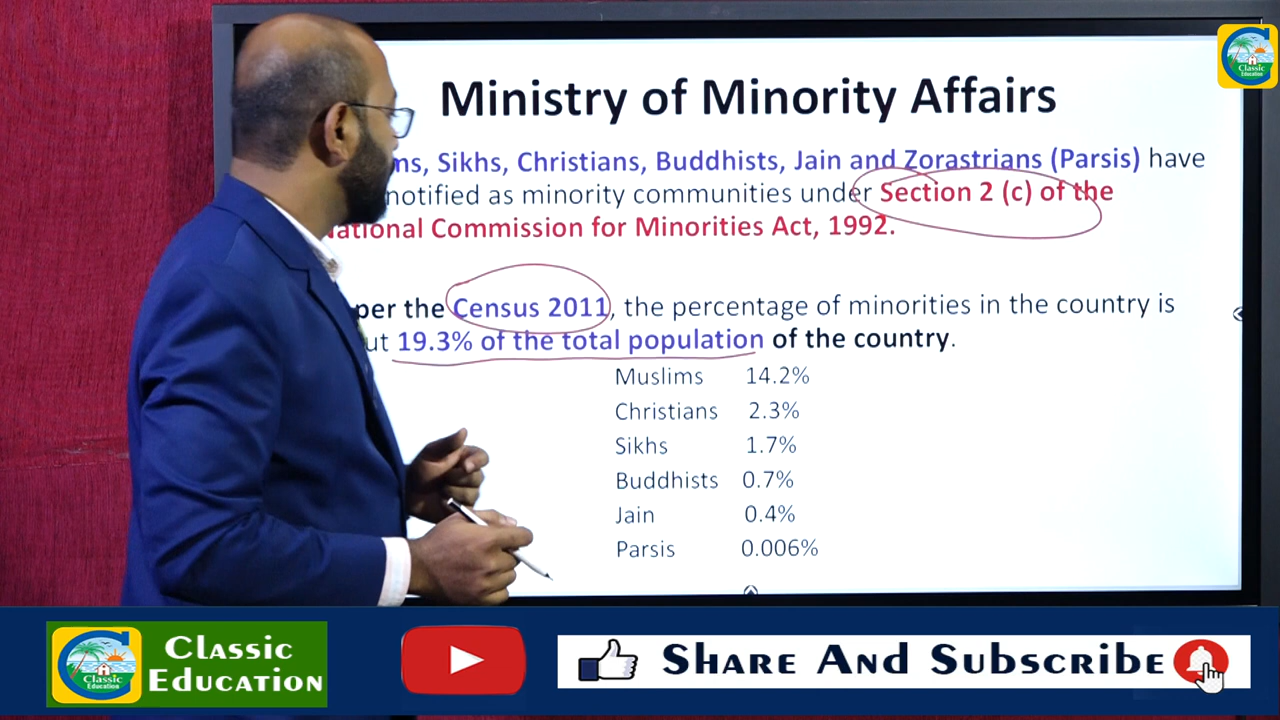 Ministry of Minority Affairs
Classic
Education
ms, Sikhs, Christians, Buddhists, Jain and Zorastrians (Parsis) have
notified as minority communities under Section 2 (c) of the
National Commission for Minorities Act, 1992.
per the Census 2011, the percentage of minorities in the country is
ut 19.3% of the total population of the country.
Muslims 14.2%
Christians 2.3%
Sikhs 1.7%
Buddhists 0.7%
Jain 0.4%
Parsis 0.006%
Classic
Education
Classic
Education
Share And Subscribe